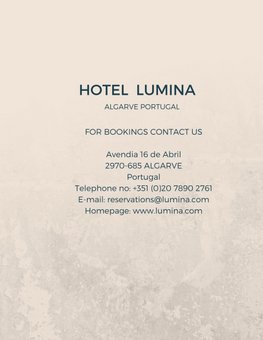 HOTEL LUMINA
ALGARVE PORTUGAL
FOR BOOKINGS CONTACT US
Avendia 16 de Abril
2970-685 ALGARVE
Portugal
Telephone no: +351 (0)20 7890 2761
E-mail: reservations@lumina.com
Homepage: www.lumina.com